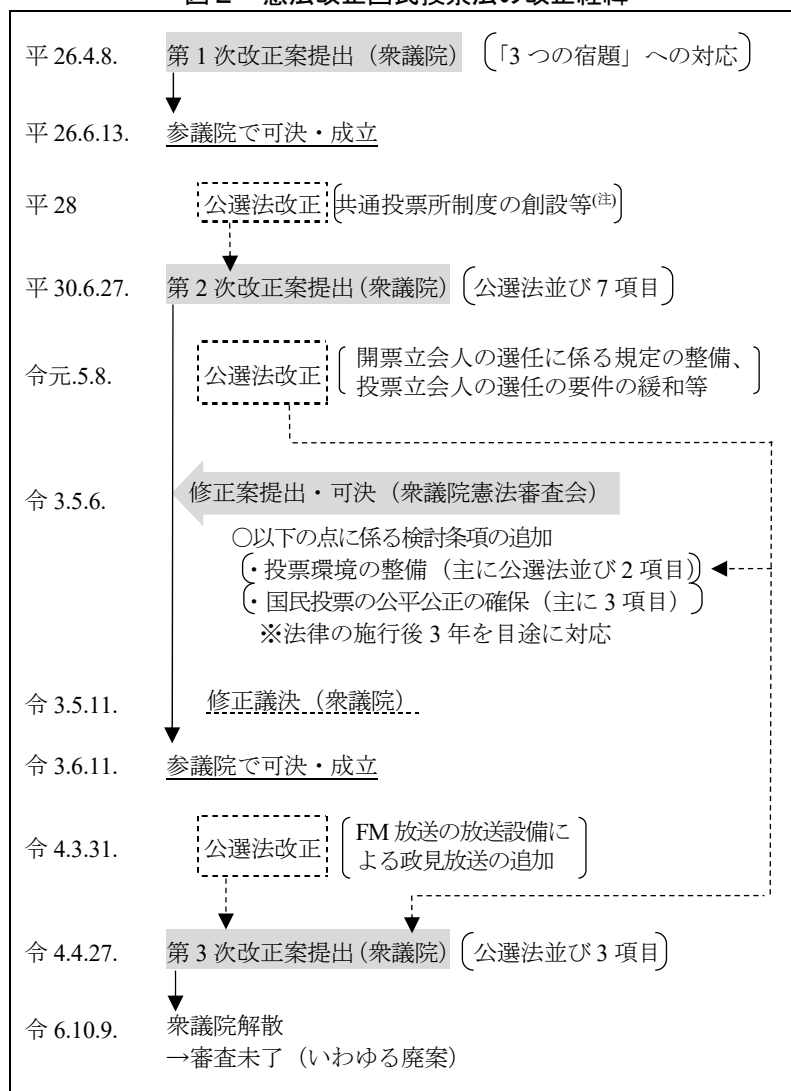 図2 憲法改正国民投票法の改正経緯
平 26.4.8. 第1次改正案提出(衆議院) (「3つの宿題」への対応)
平 26.6.13. 参議院で可決・成立
平 28 公選法改正 (共通投票所制度の創設等(注))
平 30.6.27. 第2次改正案提出(衆議院) (公選法並び7項目)
令元.5.8. 公選法改正 (開票立会人の選任に係る規定の整備、
投票立会人の選任の要件の緩和等)
令 3.5.6. 修正案提出・可決(衆議院憲法審査会)
○以下の点に係る検討条項の追加
(・投票環境の整備(主に公選法並び2項目))
(・国民投票の公平公正の確保(主に3項目))
※法律の施行後3年を目途に対応
令 3.5.11. 修正議決(衆議院)
令 3.6.11. 参議院で可決・成立
令 4.3.31. 公選法改正 (FM放送の放送設備に
よる政見放送の追加)
令 4.4.27. 第3次改正案提出(衆議院) (公選法並び3項目)
令 6.10.9. 衆議院解散
→審査未了(いわゆる廃案)